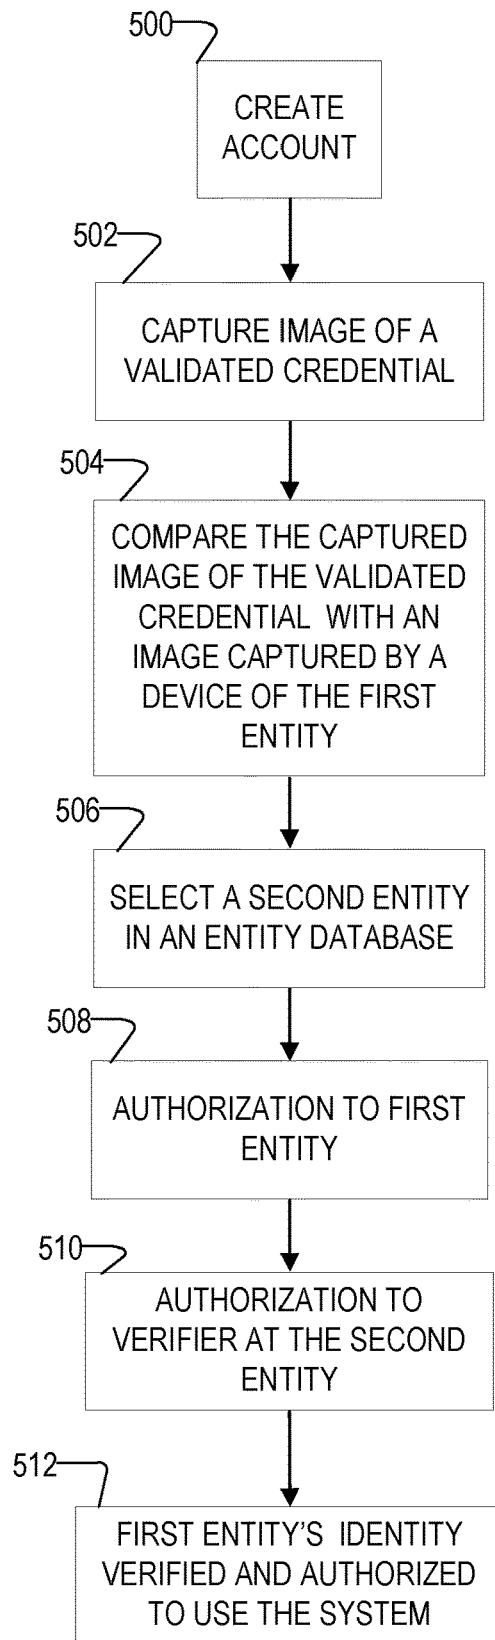 500
CREATE
ACCOUNT
502
CAPTURE IMAGE OF A
VALIDATED CREDENTIAL
504
COMPARE THE CAPTURED
IMAGE OF THE VALIDATED
CREDENTIAL WITH AN
IMAGE CAPTURED BY A
DEVICE OF THE FIRST
ENTITY
506
SELECT A SECOND ENTITY
IN AN ENTITY DATABASE
508
AUTHORIZATION TO FIRST
ENTITY
510
AUTHORIZATION TO
VERIFIER AT THE SECOND
ENTITY
512
FIRST ENTITY'S IDENTITY
VERIFIED AND AUTHORIZED
TO USE THE SYSTEM